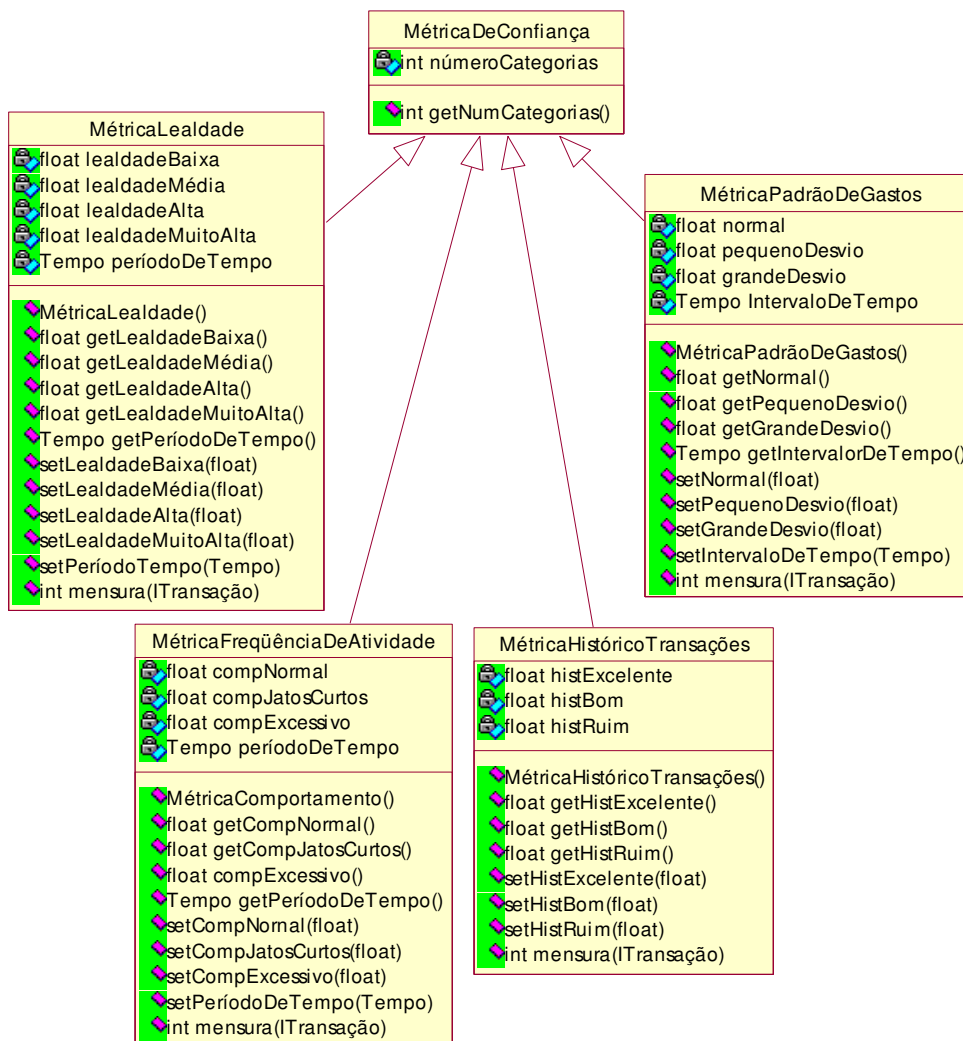 MétricaDeConfiança
int númeroCategorias
int getNumCategorias()
MétricaLealdade
float lealdadeBaixa
float lealdadeMédia
float lealdadeAlta
float lealdadeMuitoAlta
Tempo períodoDeTempo
MétricaLealdade()
float getLealdadeBaixa()
float getLealdadeMédia()
float getLealdadeAlta()
float getLealdadeMuitoAlta()
Tempo getPeríodoDeTempo()
setLealdadeBaixa(float)
setLealdadeMédia(float)
setLealdadeAlta(float)
setLealdadeMuitoAlta(float)
setPeríodoTempo(Tempo)
int mensura(ITransação)
MétricaPadrãoDeGastos
float normal
float pequenoDesvio
float grandeDesvio
Tempo IntervaloDeTempo
MétricaPadrãoDeGastos()
float getNormal()
float getPequenoDesvio()
float getGrandeDesvio()
Tempo getIntervalorDeTempo()
setNormal(float)
setPequenoDesvio(float)
setGrandeDesvio(float)
setIntervaloDeTempo(Tempo)
int mensura(ITransação)
MétricaFreqüênciaDeAtividade
float compNormal
float compJatosCurtos
float compExcessivo
Tempo períodoDeTempo
MétricaComportamento()
float getCompNormal()
float getCompJatosCurtos()
float compExcessivo()
Tempo getPeríodoDeTempo()
setCompNornal(float)
setCompJatosCurtos(float)
setCompExcessivo(float)
setPeríodoDeTempo(Tempo)
int mensura(ITransação)
MétricaHistóricoTransações
float histExcelente
float histBom
float histRuim
MétricaHistóricoTransações()
float getHistExcelente()
float getHistBom()
float getHistRuim()
setHistExcelente(float)
setHistBom(float)
setHistRuim(float)
int mensura(ITransação)